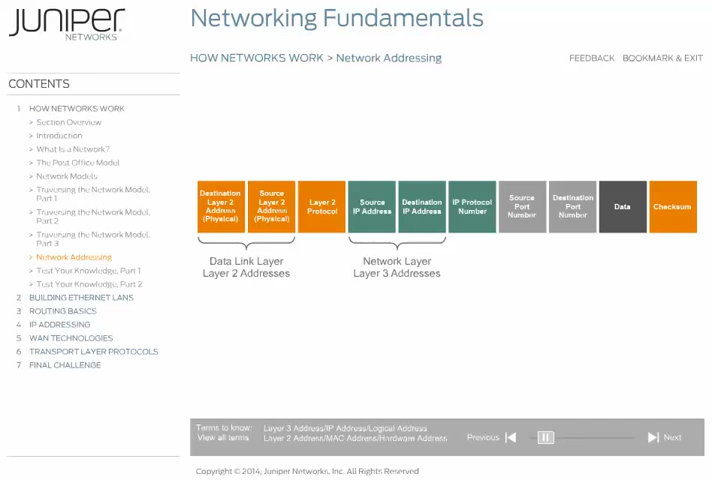 JUNIPER
NETWORKS
Networking Fundamentals
HOW NETWORKS WORK > Network Addressing
FEEDBACK BOOKMARK & EXIT
CONTENTS
1 HOW NETWORKS WORK
> Section Overview
> Introduction
> What Is a Network?
> The Post Office Model
> Network Models
> Traversing the Network Model,
Part 1
> Traversing the Network Model,
Part 2
> Traversing the Network Model,
Part 3
> Network Addressing
> Test Your Knowledge, Part 1
> Test Your Knowledge, Part 2
2 BUILDING ETHERNET LANS
3 ROUTING BASICS
4 IP ADDRESSING
5 WAN TECHNOLOGIES
6 TRANSPORT LAYER PROTOCOLS
7 FINAL CHALLENGE
Destination
Layer 2
Address
(Physical)
Source
Layer 2
Address
(Physical)
Layer 2
Protocol
Source
IP Address
Destination
IP Address
IP Protocol
Number
Source
Port
Number
Destination
Port
Number
Data
Checksum
Data Link Layer
Layer 2 Addresses
Network Layer
Layer 3 Addresses
Terms to know: Layer 3 Address/IP Address/Logical Address
View all terms Layer 2 Address/MAC Address/Hardware Address
Previous
Next
Copyright © 2014, Juniper Networks, Inc. All Rights Reserved